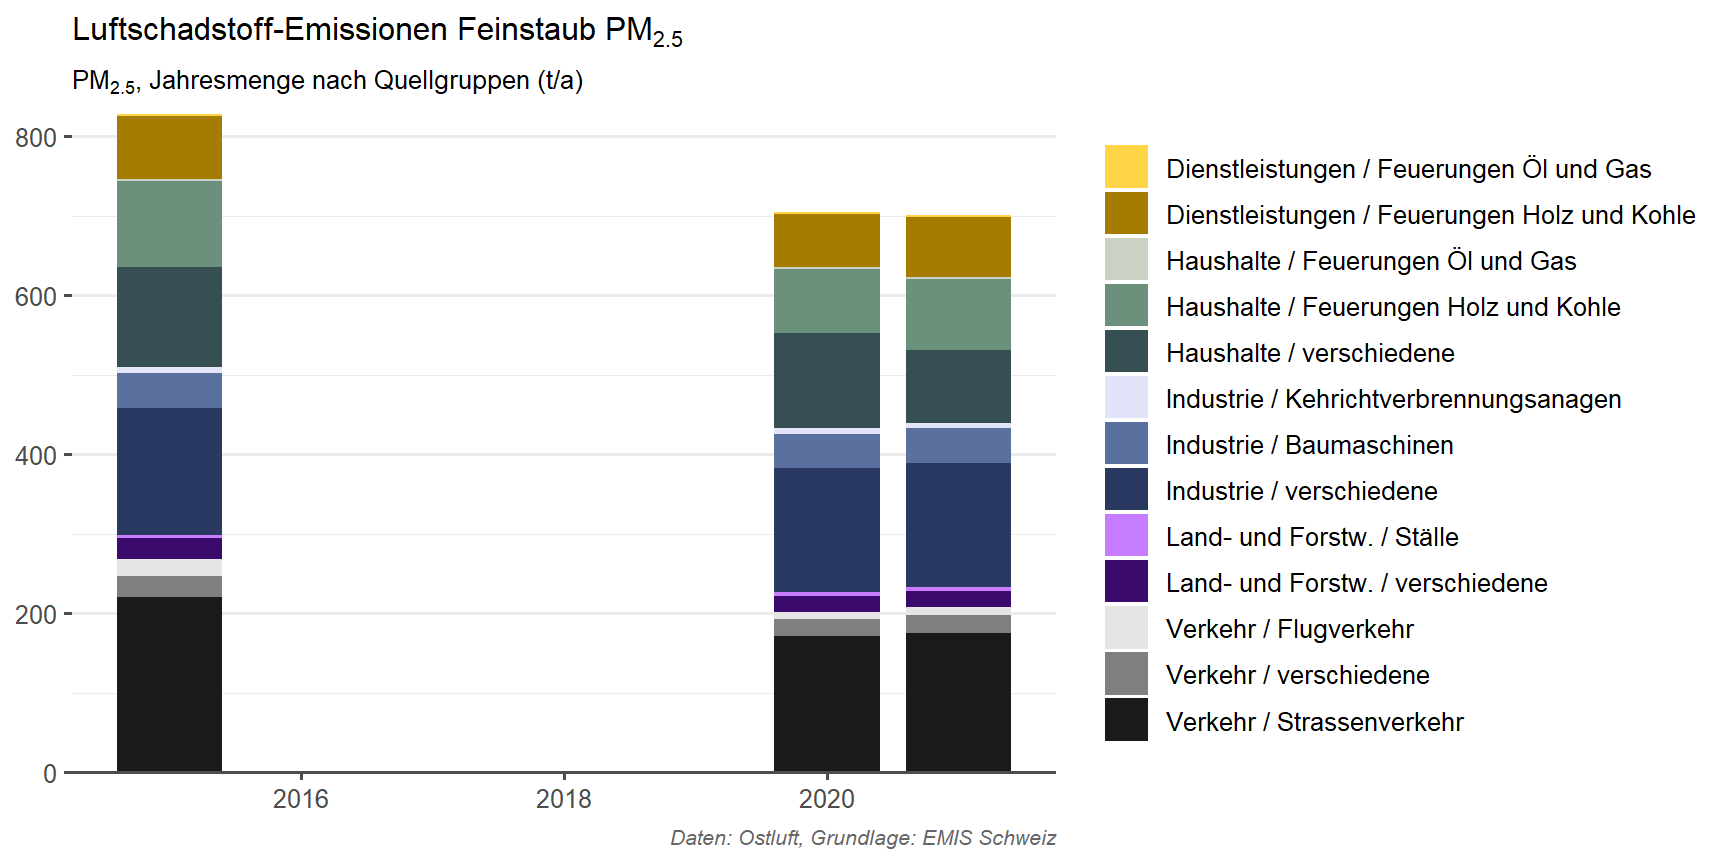 Luftschadstoff-Emissionen Feinstaub PM2.5
PM2.5, Jahresmenge nach Quellgruppen (t/a)
800
600
400
200
0
2016
2018
2020
Dienstleistungen / Feuerungen Öl und Gas
Dienstleistungen / Feuerungen Holz und Kohle
Haushalte / Feuerungen Öl und Gas
Haushalte / Feuerungen Holz und Kohle
Haushalte / verschiedene
Industrie / Kehrichtverbrennungsanagen
Industrie / Baumaschinen
Industrie / verschiedene
Land- und Forstw. / Ställe
Land- und Forstw. / verschiedene
Verkehr / Flugverkehr
Verkehr / verschiedene
Verkehr / Strassenverkehr
Daten: Ostluft, Grundlage: EMIS Schweiz